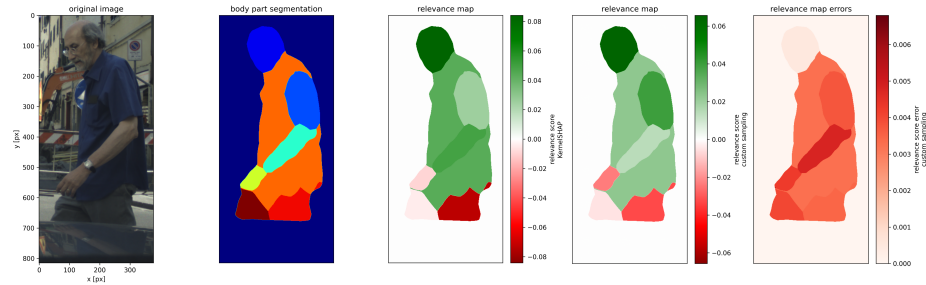 original image
body part segmentation
relevance map
relevance map
relevance map errors
0
100
200
300
400
500
600
700
800
y [px]
0
100
200
300
x [px]
0.08
0.06
0.04
0.02
0.00
−0.02
−0.04
−0.06
−0.08
relevance score
KernelSHAP
0.06
0.04
0.02
0.00
−0.02
−0.04
−0.06
relevance score
custom sampling
0.006
0.005
0.004
0.003
0.002
0.001
0.000
relevance score error
custom sampling